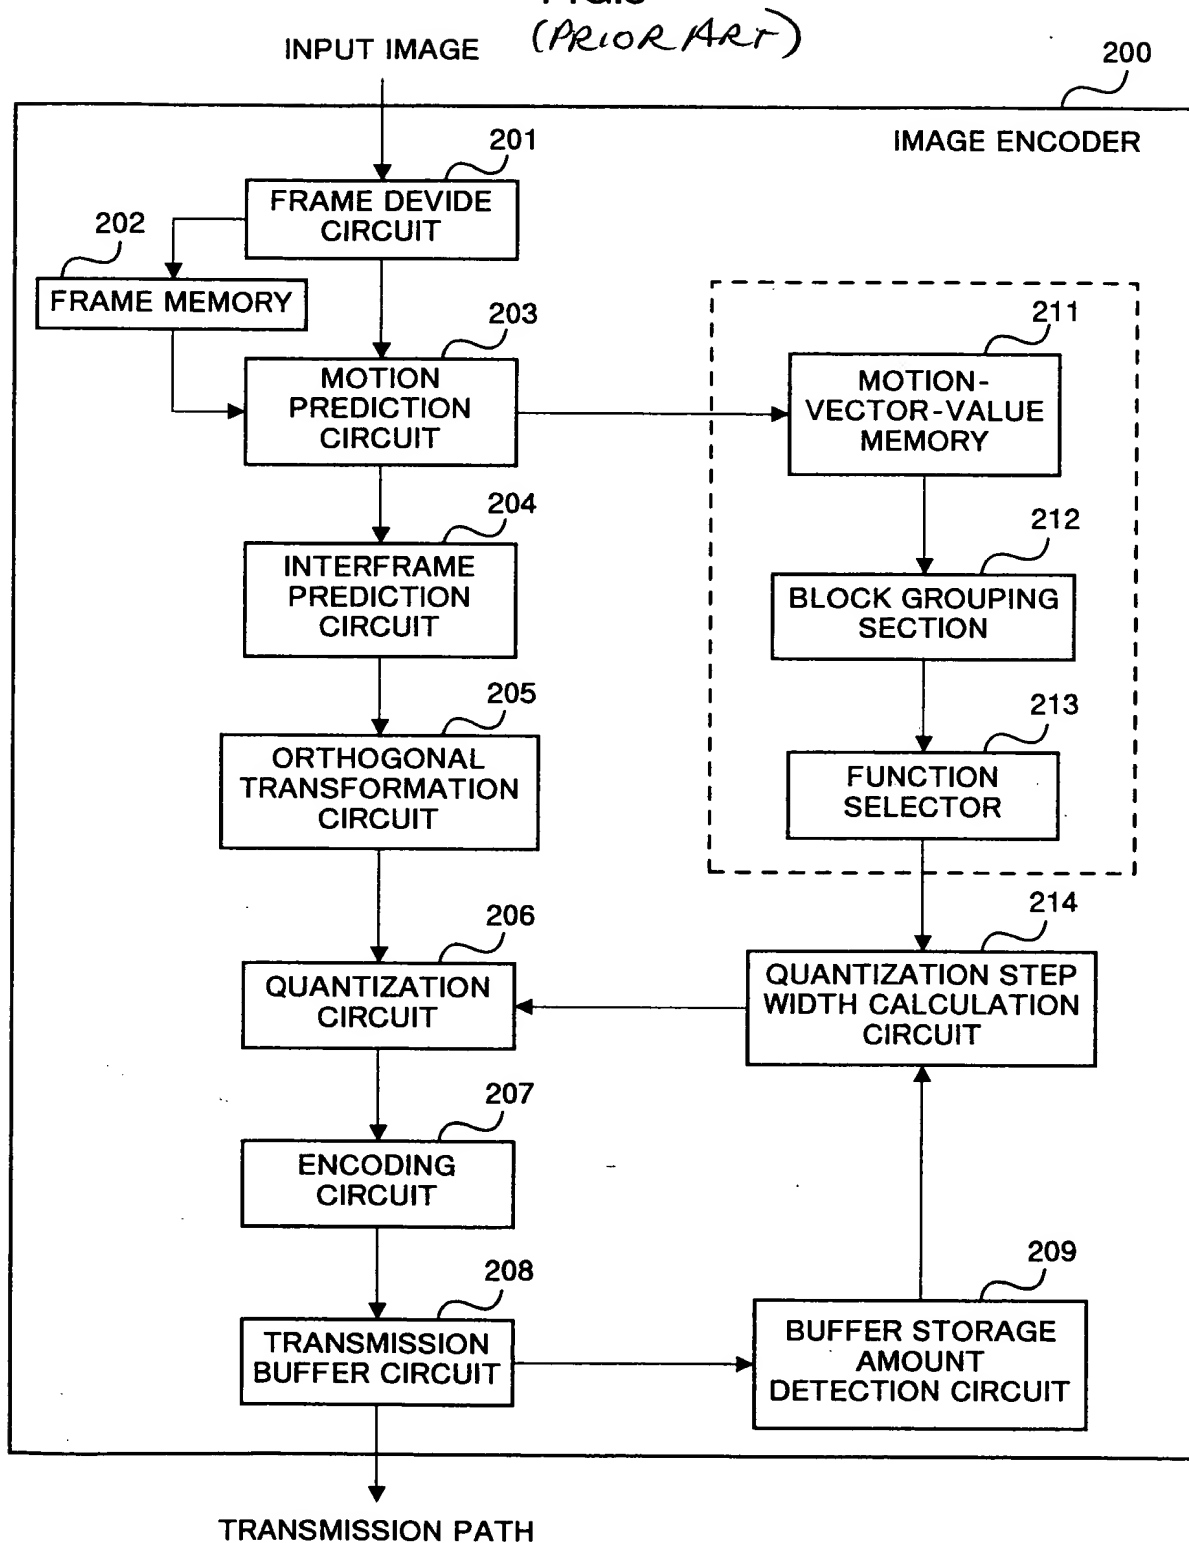 (PRIOR ART)
INPUT IMAGE
200
IMAGE ENCODER
201
FRAME DEVIDE
CIRCUIT
202
FRAME MEMORY
203
MOTION
PREDICTION
CIRCUIT
211
MOTION-
VECTOR-VALUE
MEMORY
204
INTERFRAME
PREDICTION
CIRCUIT
212
BLOCK GROUPING
SECTION
205
ORTHOGONAL
TRANSFORMATION
CIRCUIT
213
FUNCTION
SELECTOR
206
QUANTIZATION
CIRCUIT
214
QUANTIZATION STEP
WIDTH CALCULATION
CIRCUIT
207
ENCODING
CIRCUIT
208
TRANSMISSION
BUFFER CIRCUIT
209
BUFFER STORAGE
AMOUNT
DETECTION CIRCUIT
TRANSMISSION PATH